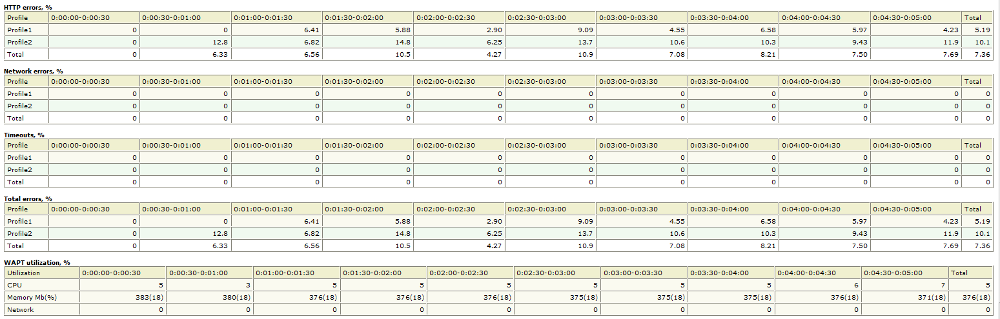 HTTP errors, %
Profile 0:00:00-0:00:30 0:00:30-0:01:00 0:01:00-0:01:30 0:01:30-0:02:00 0:02:00-0:02:30 0:02:30-0:03:00 0:03:00-0:03:30 0:03:30-0:04:00 0:04:00-0:04:30 0:04:30-0:05:00 Total
Profile1 0 0 6.41 5.88 2.90 9.09 4.55 6.58 5.97 4.23 5.19
Profile2 0 12.8 6.82 14.8 6.25 13.7 10.6 10.3 9.43 11.9 10.1
Total 0 6.33 6.56 10.5 4.27 10.9 7.08 8.21 7.50 7.69 7.36
Network errors, %
Profile 0:00:00-0:00:30 0:00:30-0:01:00 0:01:00-0:01:30 0:01:30-0:02:00 0:02:00-0:02:30 0:02:30-0:03:00 0:03:00-0:03:30 0:03:30-0:04:00 0:04:00-0:04:30 0:04:30-0:05:00 Total
Profile1 0 0 0 0 0 0 0 0 0 0 0
Profile2 0 0 0 0 0 0 0 0 0 0 0
Total 0 0 0 0 0 0 0 0 0 0 0
Timeouts, %
Profile 0:00:00-0:00:30 0:00:30-0:01:00 0:01:00-0:01:30 0:01:30-0:02:00 0:02:00-0:02:30 0:02:30-0:03:00 0:03:00-0:03:30 0:03:30-0:04:00 0:04:00-0:04:30 0:04:30-0:05:00 Total
Profile1 0 0 0 0 0 0 0 0 0 0 0
Profile2 0 0 0 0 0 0 0 0 0 0 0
Total 0 0 0 0 0 0 0 0 0 0 0
Total errors, %
Profile 0:00:00-0:00:30 0:00:30-0:01:00 0:01:00-0:01:30 0:01:30-0:02:00 0:02:00-0:02:30 0:02:30-0:03:00 0:03:00-0:03:30 0:03:30-0:04:00 0:04:00-0:04:30 0:04:30-0:05:00 Total
Profile1 0 0 6.41 5.88 2.90 9.09 4.55 6.58 5.97 4.23 5.19
Profile2 0 12.8 6.82 14.8 6.25 13.7 10.6 10.3 9.43 11.9 10.1
Total 0 6.33 6.56 10.5 4.27 10.9 7.08 8.21 7.50 7.69 7.36
WAPT utilization, %
Utilization 0:00:00-0:00:30 0:00:30-0:01:00 0:01:00-0:01:30 0:01:30-0:02:00 0:02:00-0:02:30 0:02:30-0:03:00 0:03:00-0:03:30 0:03:30-0:04:00 0:04:00-0:04:30 0:04:30-0:05:00 Total
CPU 5 3 5 5 5 5 5 5 6 7 5
Memory Mb(%) 383(18) 380(18) 376(18) 376(18) 376(18) 375(18) 375(18) 375(18) 376(18) 371(18) 376(18)
Network 0 0 0 0 0 0 0 0 0 0 0